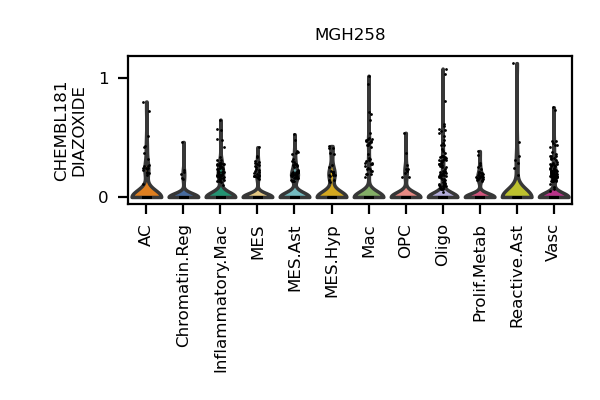 MGH258
CHEMBL181
DIAZOXIDE
1
0
AC
Chromatin.Reg
Inflammatory.Mac
MES
MES.Ast
MES.Hyp
Mac
OPC
Oligo
Prolif.Metab
Reactive.Ast
Vasc